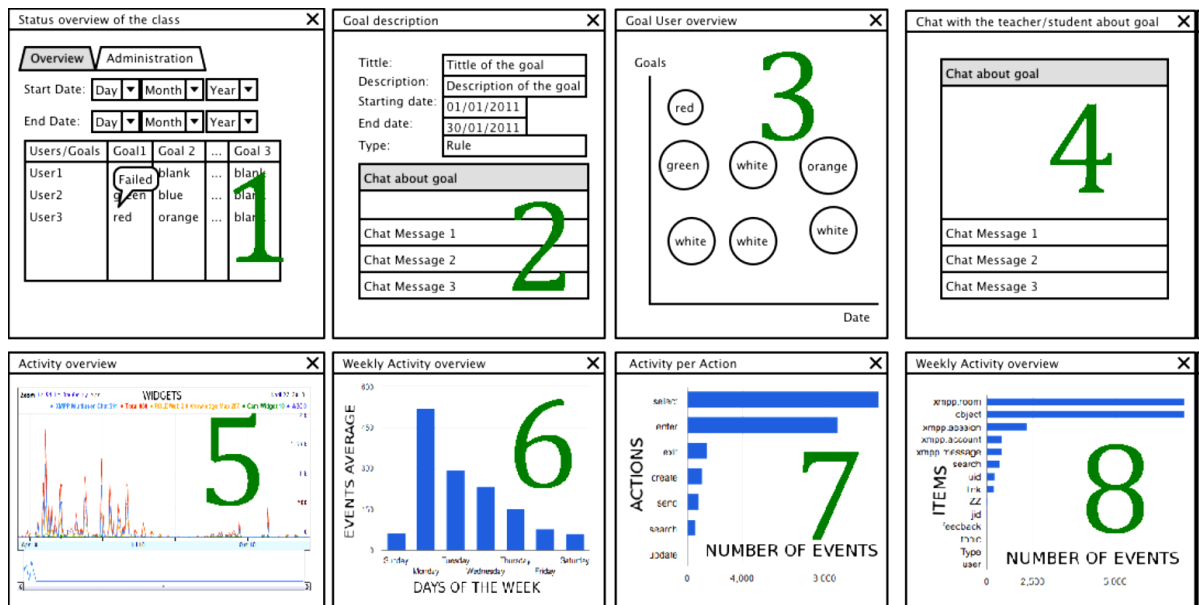 Status overview of the class
Overview
Administration
Start Date: Day Month Year
End Date: Day Month Year
Users/Goals Goal1 Goal 2 ... Goal 3
User1 Failed blank ... blank
User2 green blue ... blank
User3 red orange ... blank
1
Goal description
Tittle: Tittle of the goal
Description: Description of the goal
Starting date: 01/01/2011
End date: 30/01/2011
Type: Rule
Chat about goal
Chat Message 1
Chat Message 2
Chat Message 3
2
Goal User overview
Goals
red
green white orange
white white white
Date
3
Chat with the teacher/student about goal
Chat about goal
Chat Message 1
Chat Message 2
Chat Message 3
4
Activity overview
WIDGETS
5
Weekly Activity overview
EVENTS AVERAGE
Sunday
Monday
Tuesday
Wednesday
Thursday
Friday
Saturday
DAYS OF THE WEEK
6
Activity per Action
ACTIONS
select
enter
exit
create
send
search
update
NUMBER OF EVENTS
0 4,000
7
Weekly Activity overview
ITEMS
xmpp.room
object
xmpp.session
xmpp.account
xmpp.message
search
uid
link
ZZ
jid
feecback
topic
Type
user
NUMBER OF EVENTS
0 2,500 5 000
8